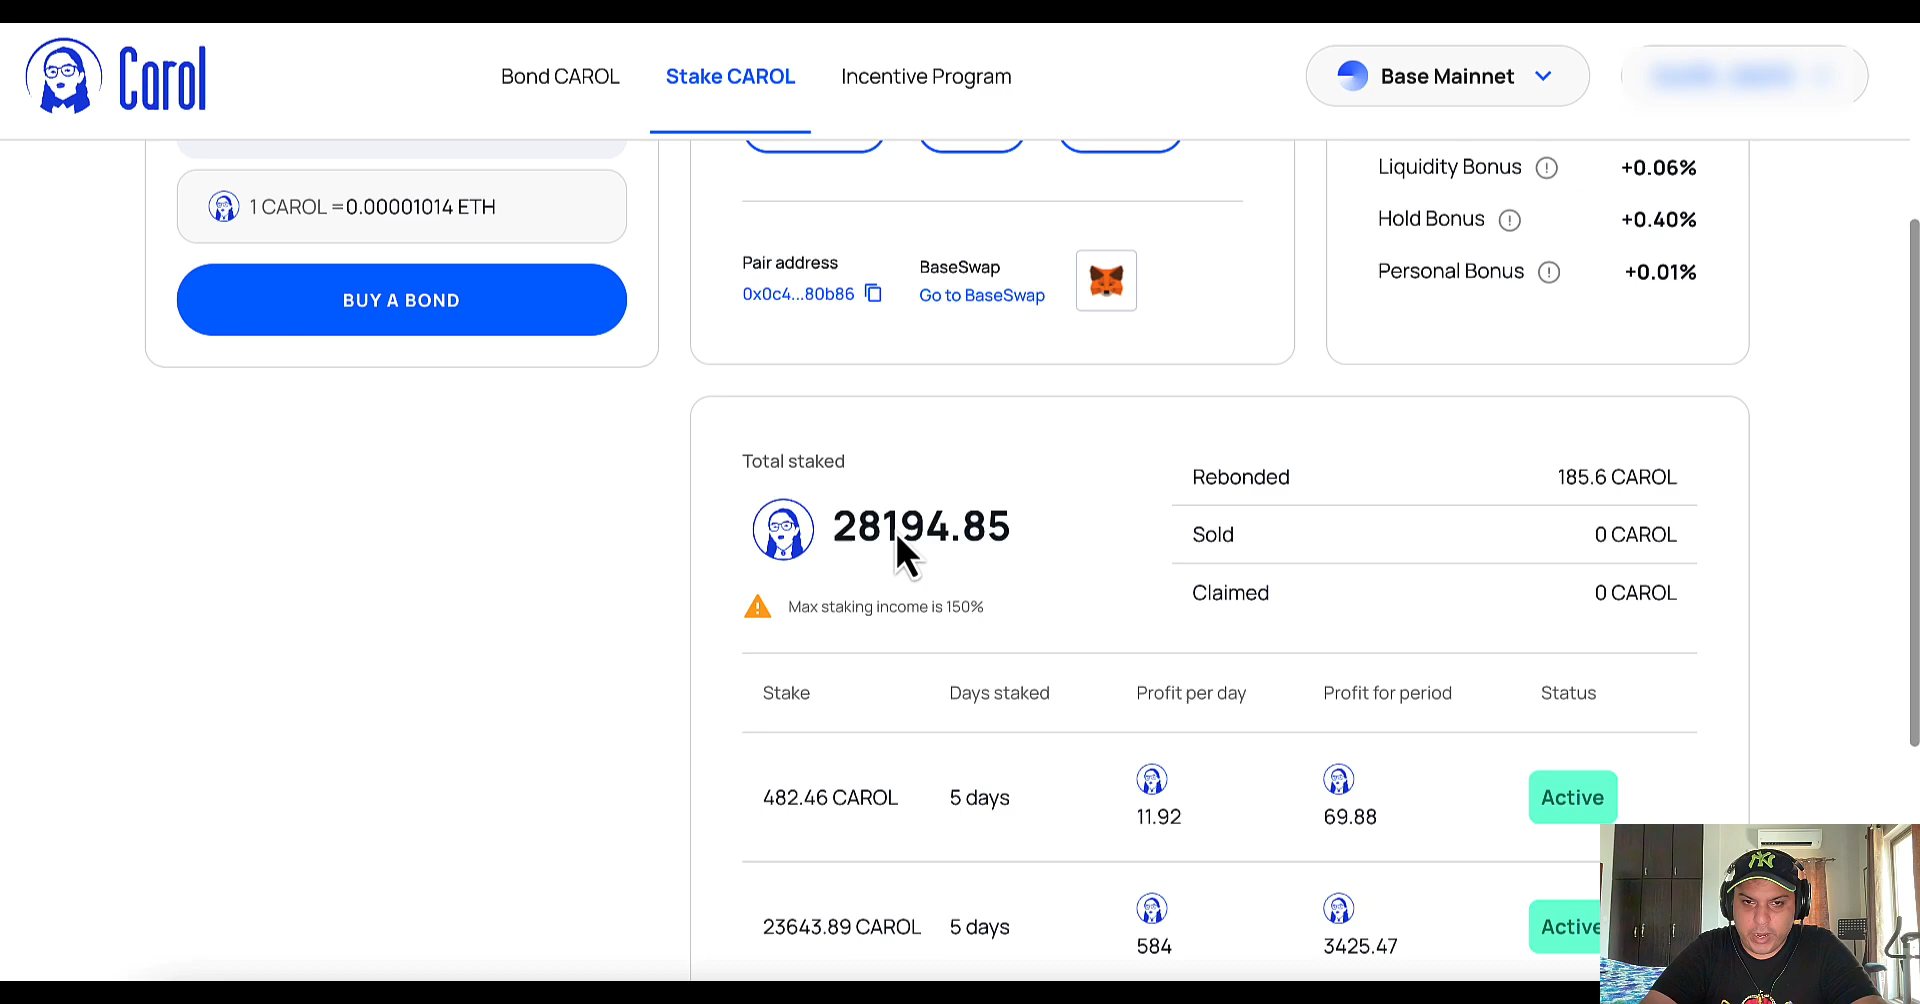 Carol
Bond CAROL
Stake CAROL
Incentive Program
Base Mainnet
1 CAROL =0.00001014 ETH
BUY A BOND
Pair address
0x0c4...80b86
BaseSwap
Go to BaseSwap
Liquidity Bonus
+0.06%
Hold Bonus
+0.40%
Personal Bonus
+0.01%
Total staked
28194.85
Max staking income is 150%
Rebonded
185.6 CAROL
Sold
0 CAROL
Claimed
0 CAROL
Stake
Days staked
Profit per day
Profit for period
Status
482.46 CAROL
5 days
11.92
69.88
Active
23643.89 CAROL
5 days
584
3425.47
Active
NY